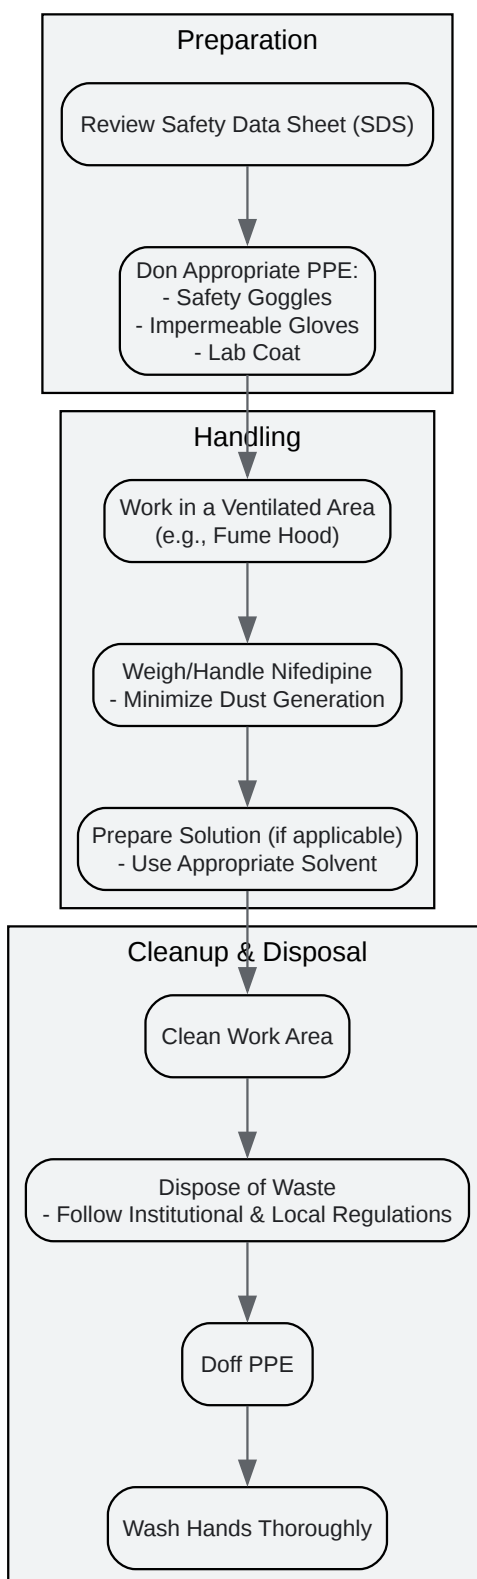 Preparation
Review Safety Data Sheet (SDS)
Don Appropriate PPE:
- Safety Goggles
- Impermeable Gloves
- Lab Coat
Handling
Work in a Ventilated Area
(e.g., Fume Hood)
Weigh/Handle Nifedipine
- Minimize Dust Generation
Prepare Solution (if applicable)
- Use Appropriate Solvent
Cleanup & Disposal
Clean Work Area
Dispose of Waste
- Follow Institutional & Local Regulations
Doff PPE
Wash Hands Thoroughly